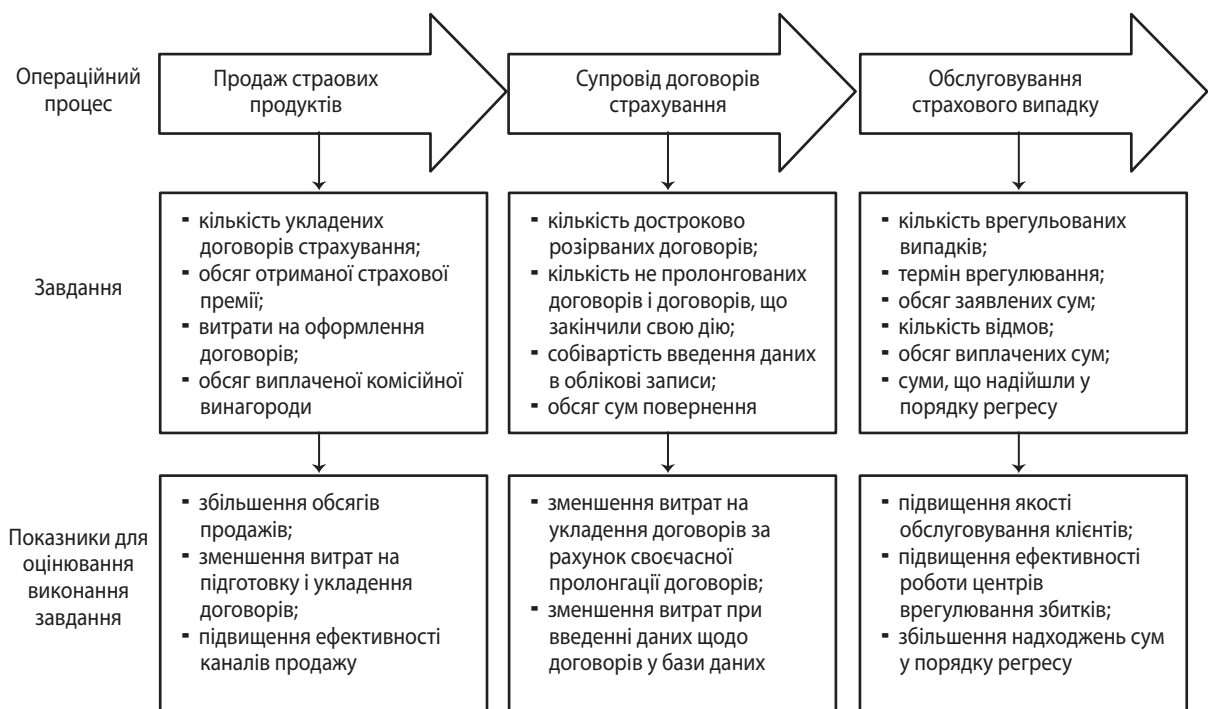 Операційний
процес
Продаж страових
продуктів
Супровід договорів
страхування
Обслуговування
страхового випадку
Завдання
▪ кількість укладених
договорів страхування;
▪ обсяг отриманої страхової
премії;
▪ витрати на оформлення
договорів;
▪ обсяг виплаченої комісійної
винагороди
▪ кількість достроково
розірваних договорів;
▪ кількість не пролонгованих
договорів і договорів, що
закінчили свою дію;
▪ собівартість введення даних
в облікові записи;
▪ обсяг сум повернення
▪ кількість врегульованих
випадків;
▪ термін врегулювання;
▪ обсяг заявлених сум;
▪ кількість відмов;
▪ обсяг виплачених сум;
▪ суми, що надійшли у
порядку регресу
Показники для
оцінювання
виконання
завдання
▪ збільшення обсягів
продажів;
▪ зменшення витрат на
підготовку і укладення
договорів;
▪ підвищення ефективності
каналів продажу
▪ зменшення витрат на
укладення договорів за
рахунок своєчасної
пролонгації договорів;
▪ зменшення витрат при
введенні даних щодо
договорів у бази даних
▪ підвищення якості
обслуговування клієнтів;
▪ підвищення ефективності
роботи центрів
врегулювання збитків;
▪ збільшення надходжень сум
у порядку регресу